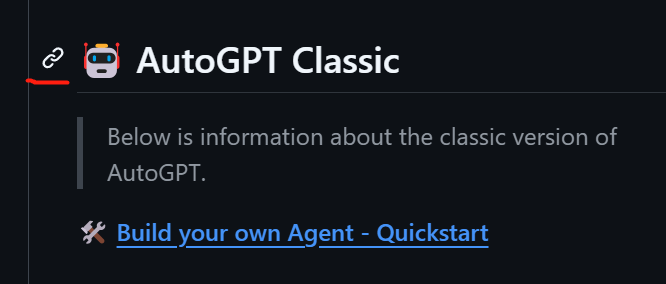 AutoGPT Classic
Below is information about the classic version of
AutoGPT.
Build your own Agent - Quickstart